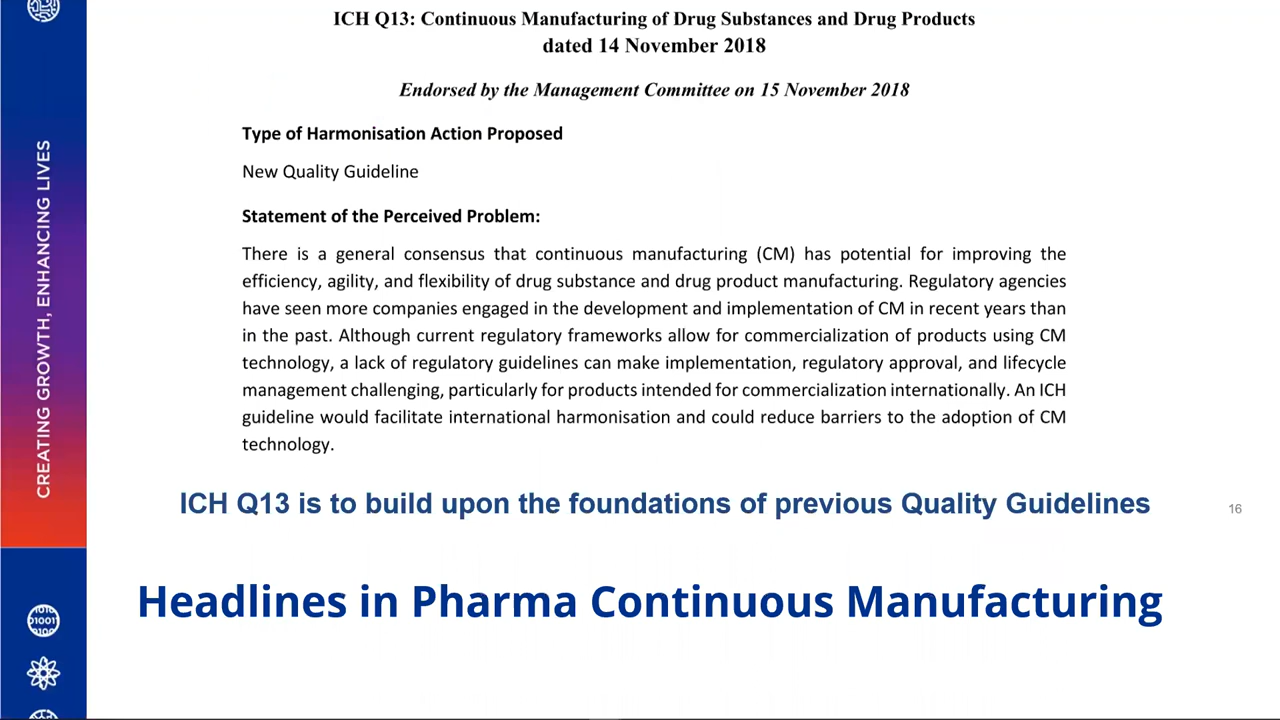 ICH Q13: Continuous Manufacturing of Drug Substances and Drug Products
dated 14 November 2018
Endorsed by the Management Committee on 15 November 2018
Type of Harmonisation Action Proposed
New Quality Guideline
Statement of the Perceived Problem:
There is a general consensus that continuous manufacturing (CM) has potential for improving the
efficiency, agility, and flexibility of drug substance and drug product manufacturing. Regulatory agencies
have seen more companies engaged in the development and implementation of CM in recent years than
in the past. Although current regulatory frameworks allow for commercialization of products using CM
technology, a lack of regulatory guidelines can make implementation, regulatory approval, and lifecycle
management challenging, particularly for products intended for commercialization internationally. An ICH
guideline would facilitate international harmonisation and could reduce barriers to the adoption of CM
technology.
ICH Q13 is to build upon the foundations of previous Quality Guidelines
16
Headlines in Pharma Continuous Manufacturing
CREATING GROWTH, ENHANCING LIVES